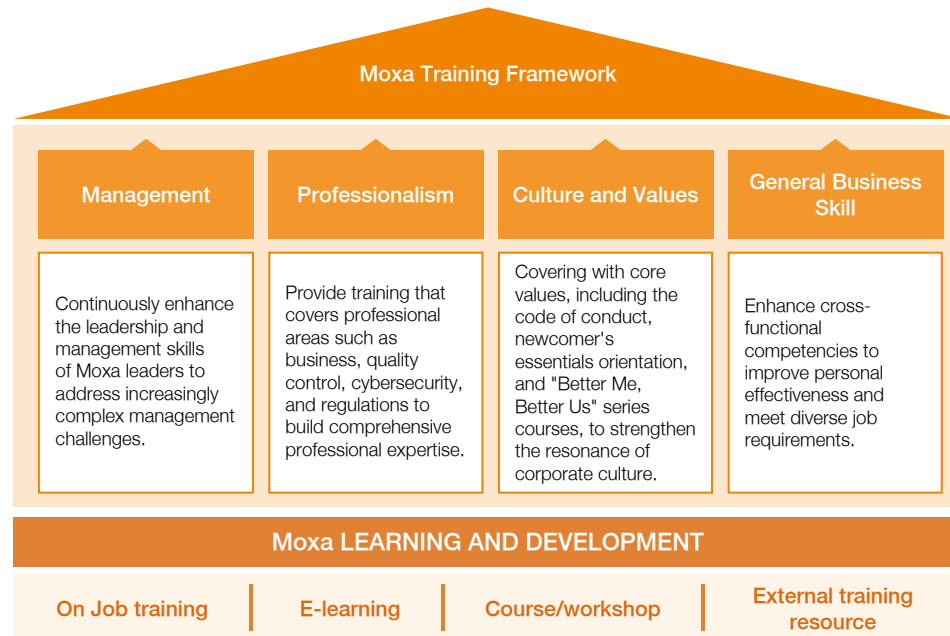 Moxa Training Framework
Management
Professionalism
Culture and Values
General Business
Skill
Continuously enhance
the leadership and
management skills
of Moxa leaders to
address increasingly
complex management
challenges.
Provide training that
covers professional
areas such as
business, quality
control, cybersecurity,
and regulations to
build comprehensive
professional expertise.
Covering with core
values, including the
code of conduct,
newcomer's
essentials orientation,
and "Better Me,
Better Us" series
courses, to strengthen
the resonance of
corporate culture.
Enhance cross-
functional
competencies to
improve personal
effectiveness and
meet diverse job
requirements.
Moxa LEARNING AND DEVELOPMENT
On Job training
E-learning
Course/workshop
External training
resource